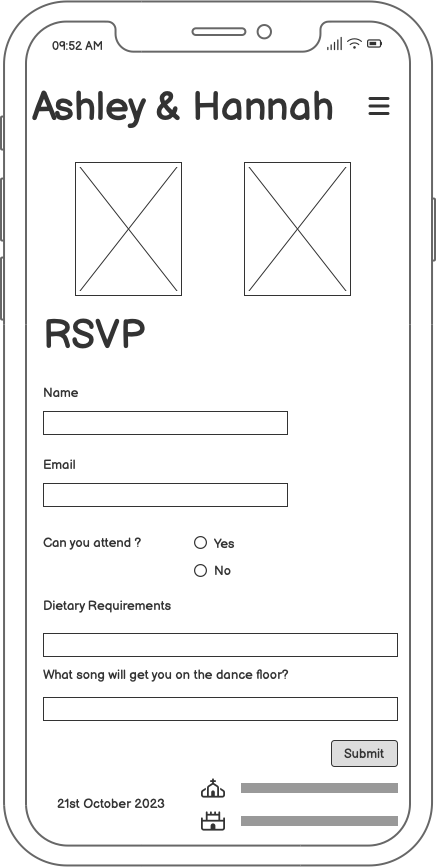 09:52 AM
Ashley & Hannah
RSVP
Name
Email
Can you attend ?
Yes
No
Dietary Requirements
What song will get you on the dance floor?
Submit
21st October 2023